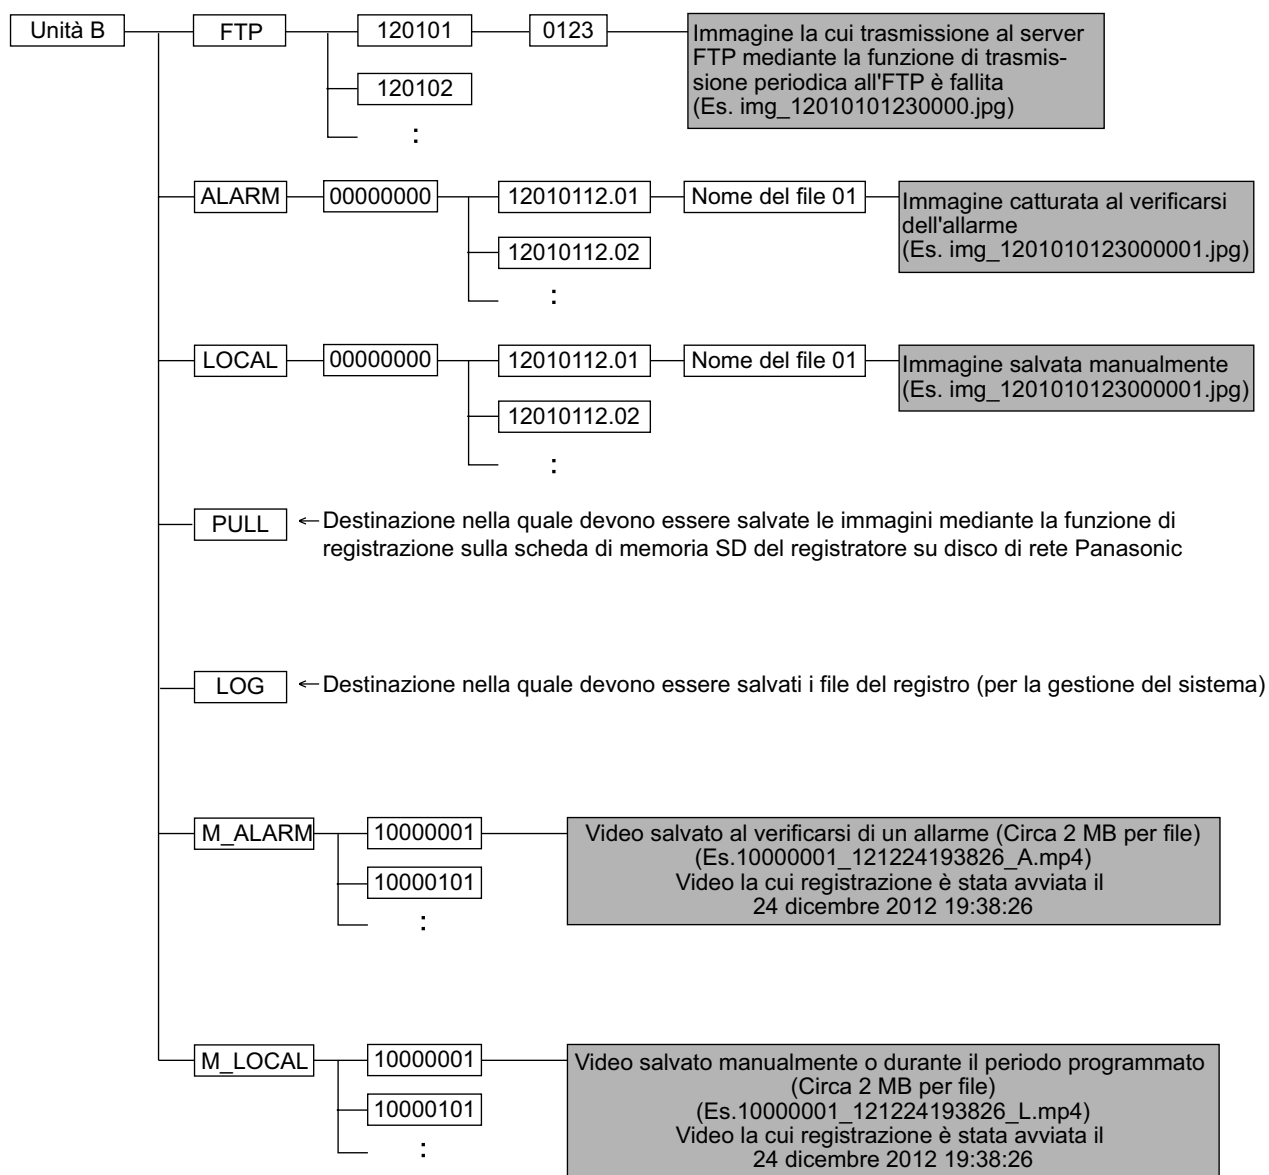 Unità B
FTP
120101
0123
Immagine la cui trasmissione al server
FTP mediante la funzione di trasmis-
sione periodica all'FTP è fallita
(Es. img_12010101230000.jpg)
120102
:
ALARM
00000000
12010112.01
Nome del file 01
Immagine catturata al verificarsi
dell'allarme
(Es. img_1201010123000001.jpg)
12010112.02
:
LOCAL
00000000
12010112.01
Nome del file 01
Immagine salvata manualmente
(Es. img_1201010123000001.jpg)
12010112.02
:
PULL
←Destinazione nella quale devono essere salvate le immagini mediante la funzione di
registrazione sulla scheda di memoria SD del registratore su disco di rete Panasonic
LOG
←Destinazione nella quale devono essere salvati i file del registro (per la gestione del sistema)
M_ALARM
10000001
Video salvato al verificarsi di un allarme (Circa 2 MB per file)
(Es.10000001_121224193826_A.mp4)
Video la cui registrazione è stata avviata il
24 dicembre 2012 19:38:26
10000101
:
M_LOCAL
10000001
Video salvato manualmente o durante il periodo programmato
(Circa 2 MB per file)
(Es.10000001_121224193826_L.mp4)
Video la cui registrazione è stata avviata il
24 dicembre 2012 19:38:26
10000101
: